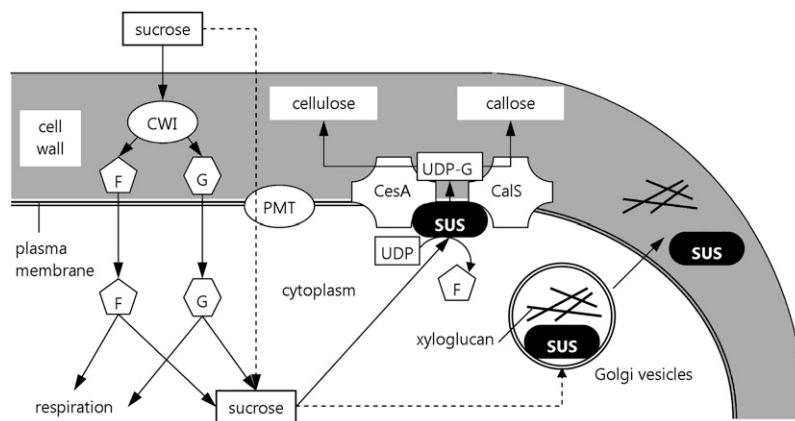 sucrose
cellulose
callose
cell
wall
CWI
UDP-G
F
G
CesA
CalS
PMT
SUS
plasma
membrane
UDP
SUS
cytoplasm
F
F
G
xyloglucan
SUS
Golgi vesicles
respiration
sucrose